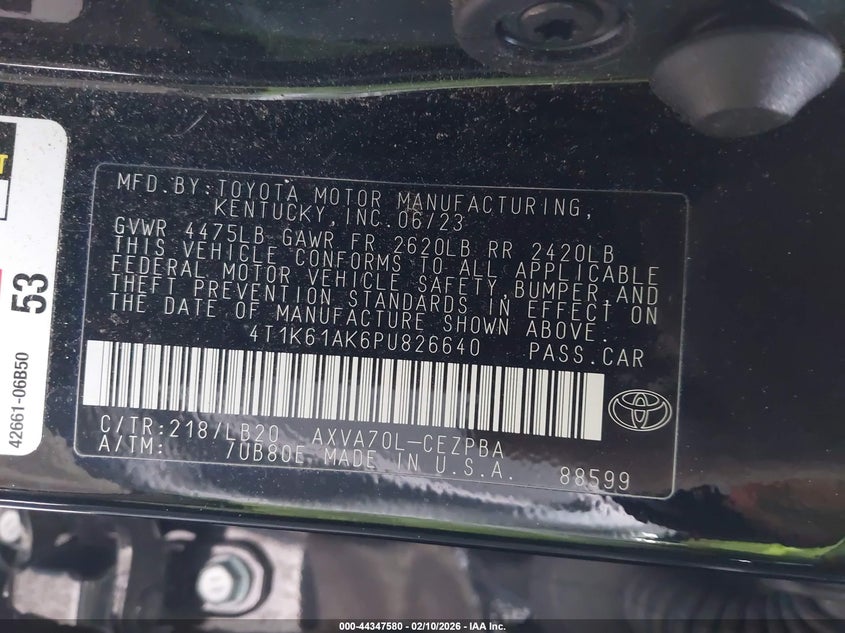 MFD.BY:TOYOTA MOTOR MANUFACTURING,
KENTUCKY,INC.06/23
GVWR 4475LB GAWR FR 2620LB RR 2420LB
THIS VEHICLE CONFORMS TO ALL APPLICABLE
FEDERAL MOTOR VEHICLE SAFETY,BUMPER,AND
THEFT PREVENTION STANDARDS IN EFFECT ON
THE DATE OF MANUFACTURE SHOWN ABOVE.
4T1K61AK6PU826640 PASS.CAR
C/TR:218/LB20 AXVA70L-CEZPBA
A/TM: 7UB80E MADE IN U.S.A. 88599
53
42661-06B50
000-44347580 - 02/10/2026 - IAA Inc.